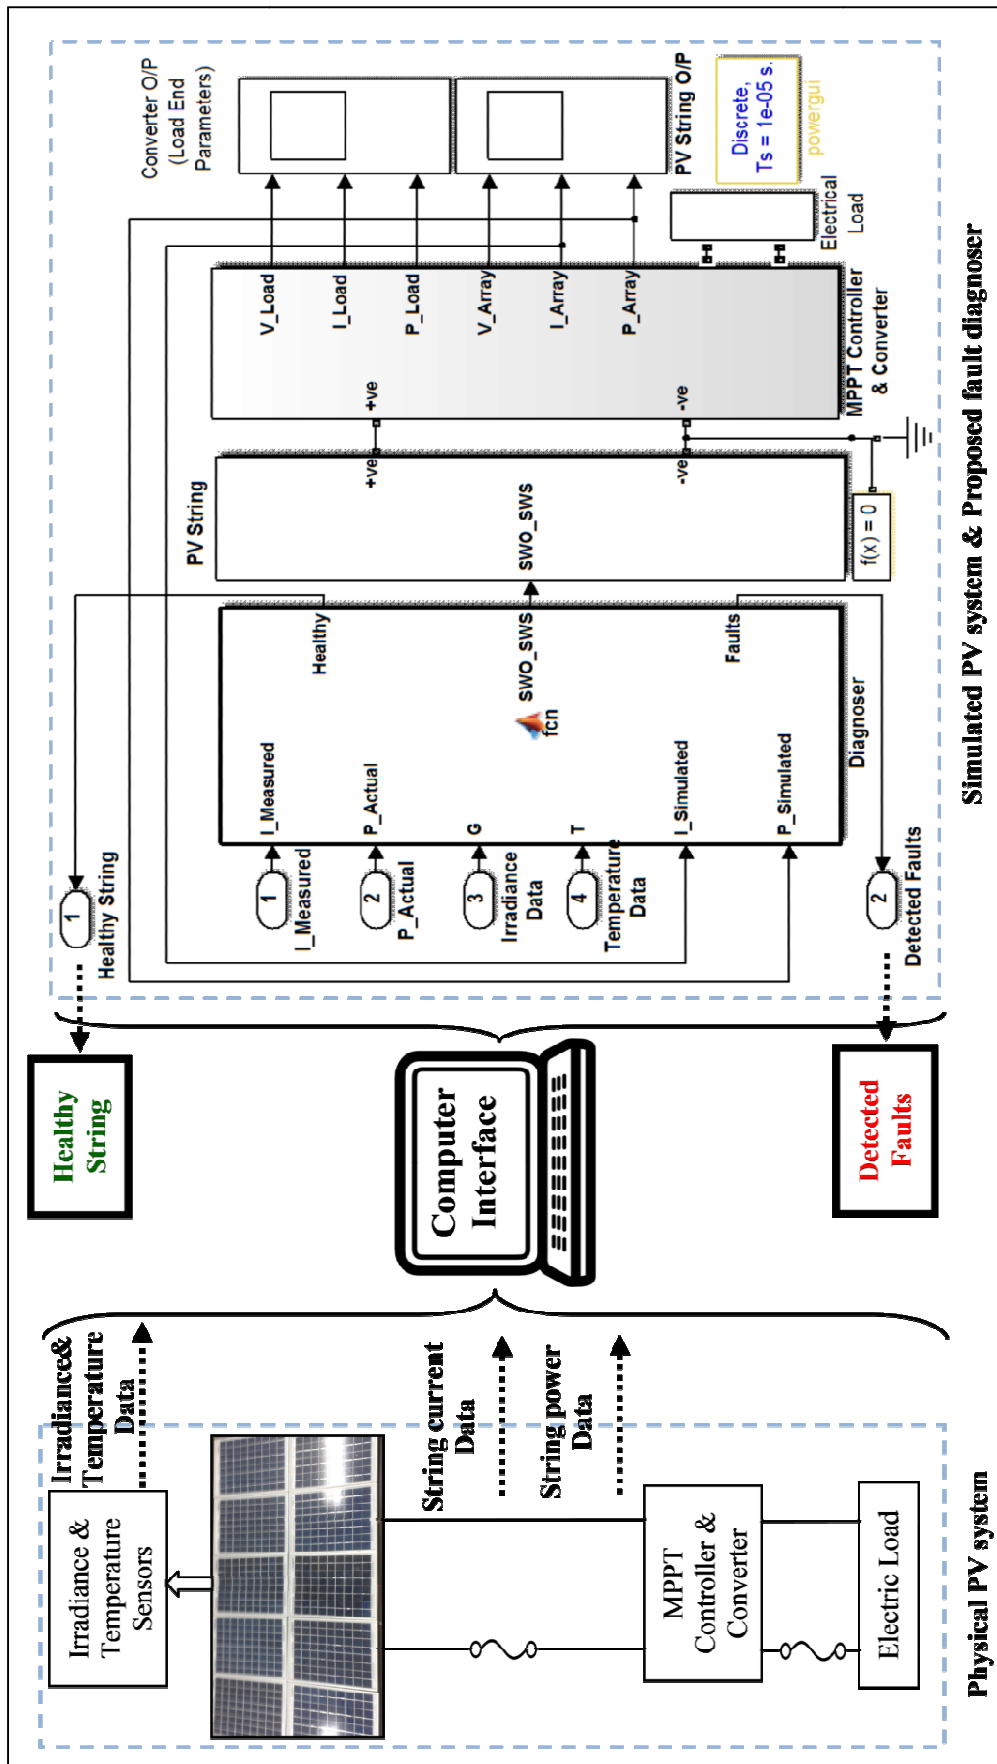 Irradiance &
Temperature
Sensors
Irradiance&
Temperature
Data
String current
Data
String power
Data
MPPT
Controller &
Converter
Electric Load
Physical PV system
Computer
Interface
Healthy
String
Detected
Faults
1
Healthy String
1
I_Measured
2
P_Actual
3
Irradiance
Data
4
Temperature
Data
2
Detected Faults
I_Measured
P_Actual
G
T
I_Simulated
P_Simulated
fcn
Healthy
SWO_SWS
Faults
Diagnoser
PV String
SWO_SWS
+ve
-ve
f(x) = 0
+ve
-ve
V_Load
I_Load
P_Load
V_Array
I_Array
P_Array
MPPT Controller
& Converter
Converter O/P
(Load End
Parameters)
PV String O/P
Electrical
Load
Discrete,
Ts = 1e-05 s.
powergui
Simulated PV system & Proposed fault diagnoser